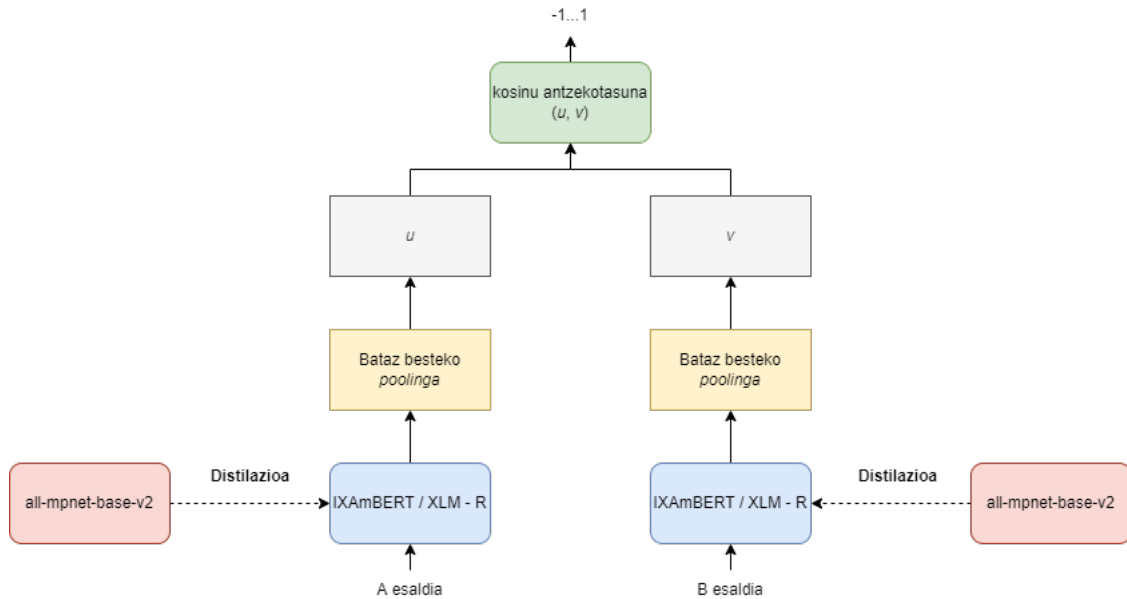 -1...1
kosinu antzekotasuna
(u, v)
u
v
Bataz besteko
poolinga
Bataz besteko
poolinga
all-mpnet-base-v2
Distilazioa
IXAmBERT / XLM - R
IXAmBERT / XLM - R
Distilazioa
all-mpnet-base-v2
A esaldia
B esaldia